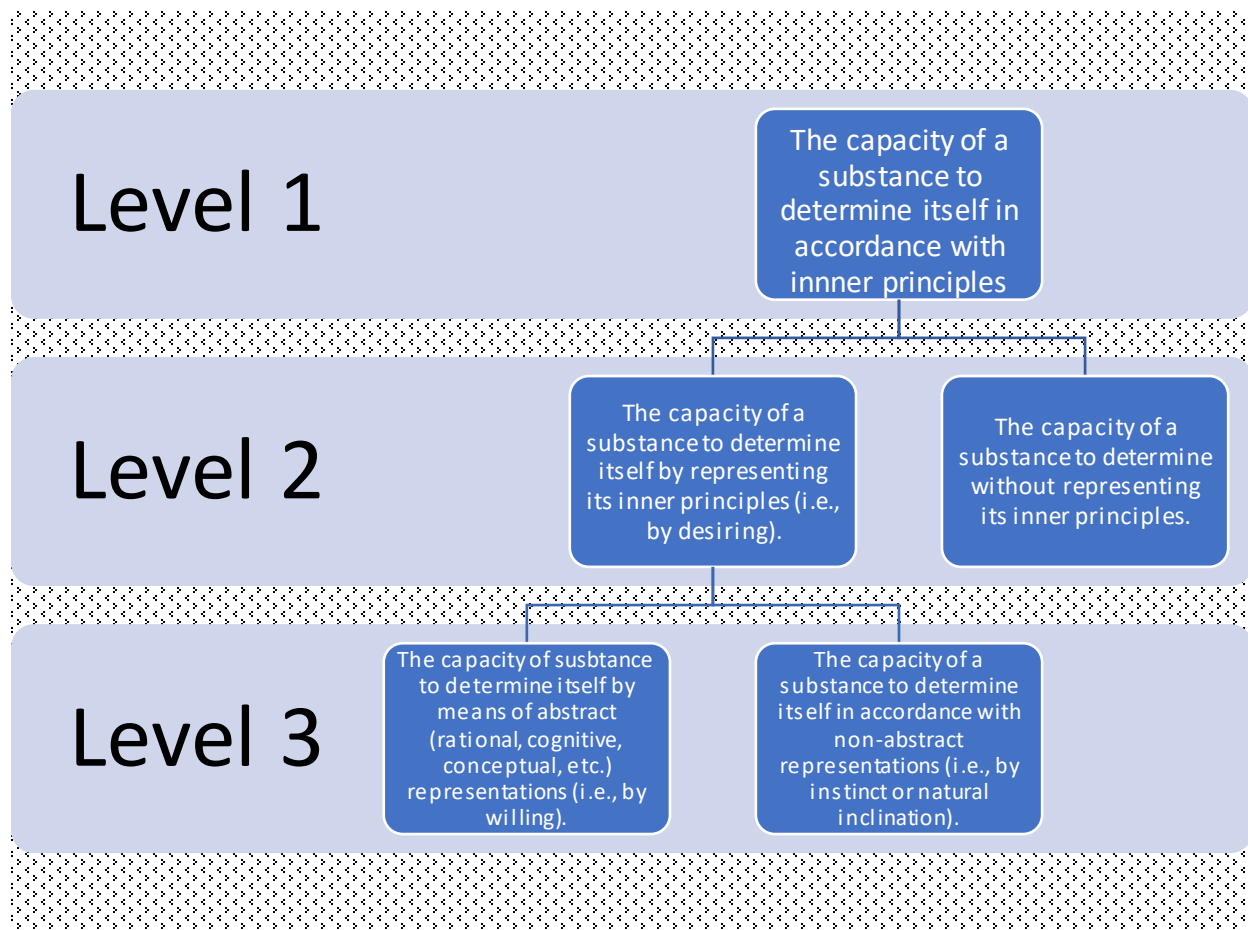 Level 1
The capacity of a
substance to
determine itself in
accordance with
innner principles
Level 2
The capacity of a
substance to determine
itself by representing
its inner principles (i.e.,
by desiring).
The capacity of a
substance to determine
without representing
its inner principles.
Level 3
The capacity of susbtance
to determine itself by
means of abstract
(rational, cognitive,
conceptual, etc.)
representations (i.e., by
willing).
The capacity of a
substance to determine
itself in accordance with
non-abstract
representations (i.e., by
instinct or natural
inclination).